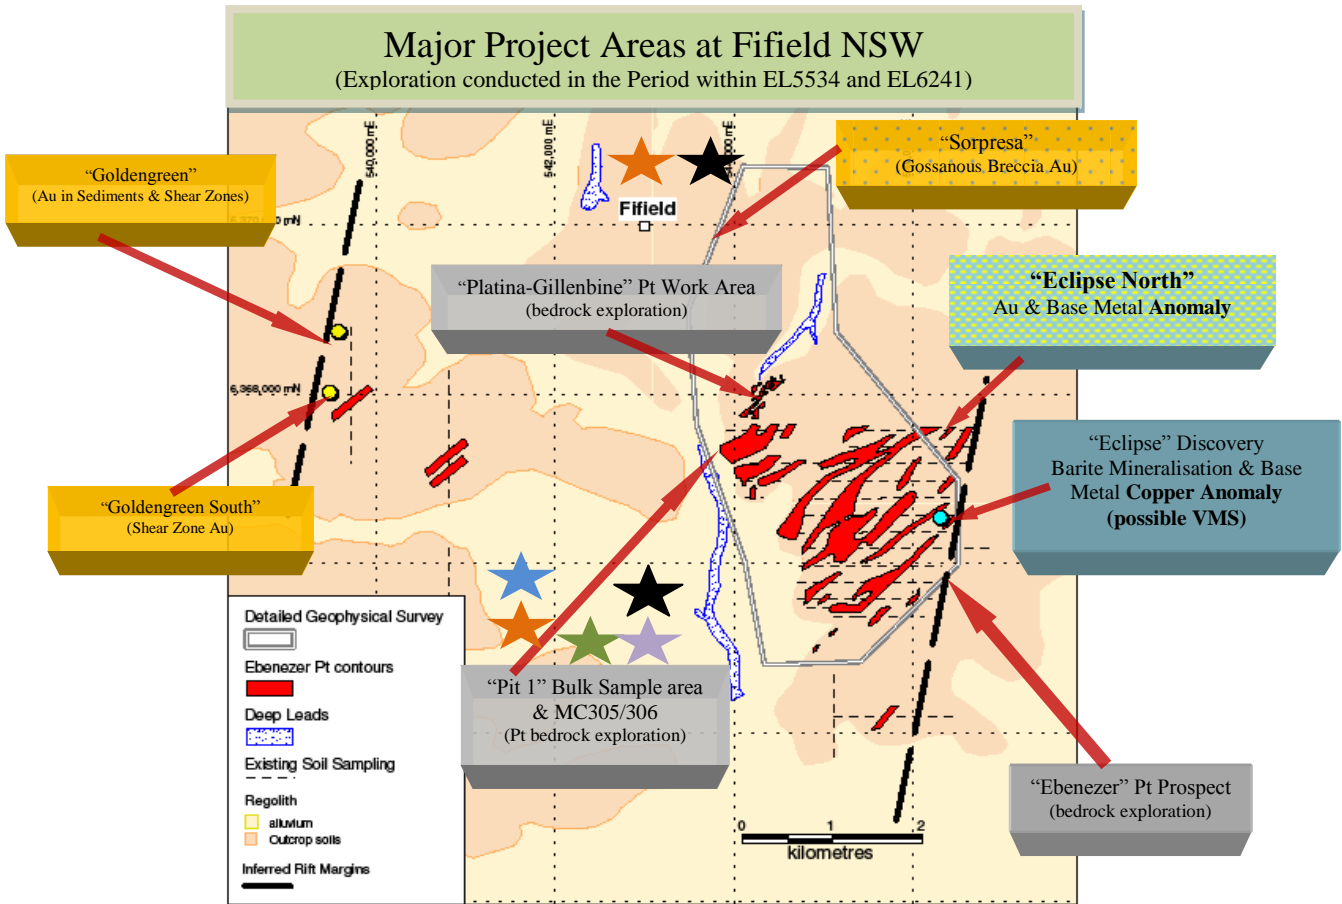 Major Project Areas at Fifield NSW
(Exploration conducted in the Period within EL5534 and EL6241)
540,000 mE
542,000 mE
“Sorpresa”
(Gossanous Breccia Au)
“Goldengreen”
(Au in Sediments & Shear Zones)
Fifield
“Platina-Gillenbine” Pt Work Area
(bedrock exploration)
“Eclipse North”
Au & Base Metal Anomaly
6,368,000 mN
“Eclipse” Discovery
Barite Mineralisation & Base
Metal Copper Anomaly
(possible VMS)
“Goldengreen South”
(Shear Zone Au)
Detailed Geophysical Survey
Ebenezer Pt contours
Deep Leads
Existing Soil Sampling
Regolith
alluvium
Outcrop soils
Inferred Rift Margins
“Pit 1” Bulk Sample area
& MC305/306
(Pt bedrock exploration)
“Ebenezer” Pt Prospect
(bedrock exploration)
0 1 2
kilometres